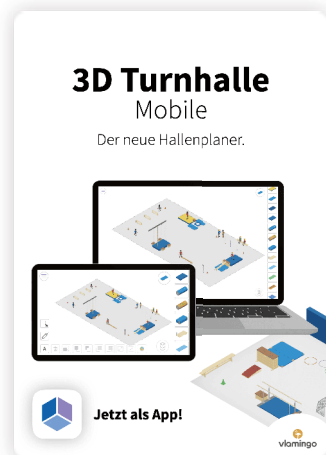 3D Turnhalle
Mobile
Der neue Hallenplaner.
Jetzt als App!
vlamingo